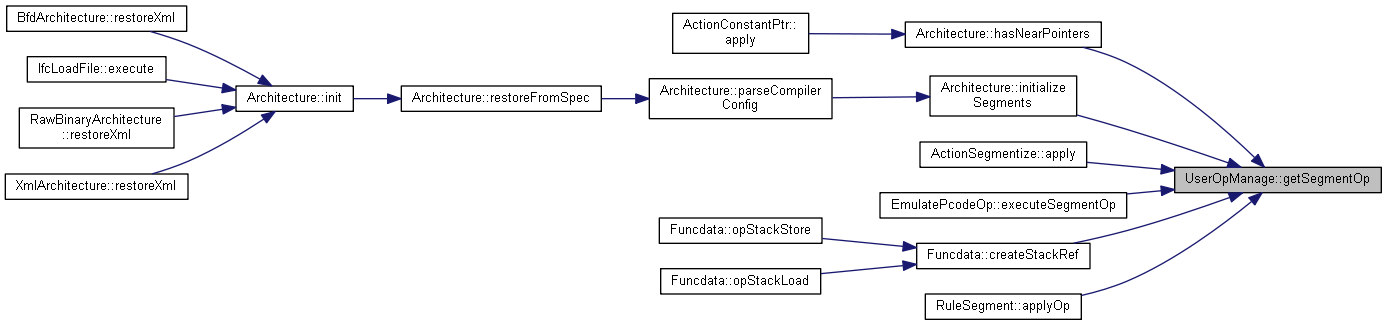 BfdArchitecture::restoreXml
IfcLoadFile::execute
RawBinaryArchitecture
::restoreXml
XmlArchitecture::restoreXml
Architecture::init
Architecture::restoreFromSpec
ActionConstantPtr::
apply
Architecture::parseCompiler
Config
Funcdata::opStackStore
Funcdata::opStackLoad
Architecture::hasNearPointers
Architecture::initialize
Segments
ActionSegmentize::apply
EmulatePcodeOp::executeSegmentOp
Funcdata::createStackRef
RuleSegment::applyOp
UserOpManage::getSegmentOp